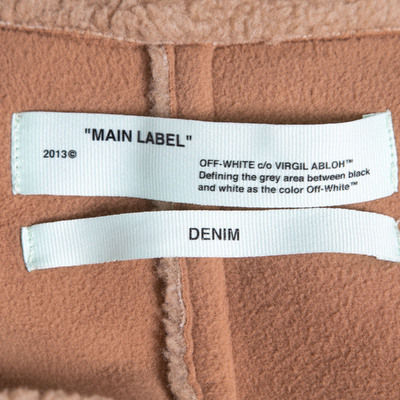 "MAIN LABEL"
2013©
OFF-WHITE c/o VIRGIL ABLOH™
Defining the grey area between black
and white as the color Off-White™
DENIM